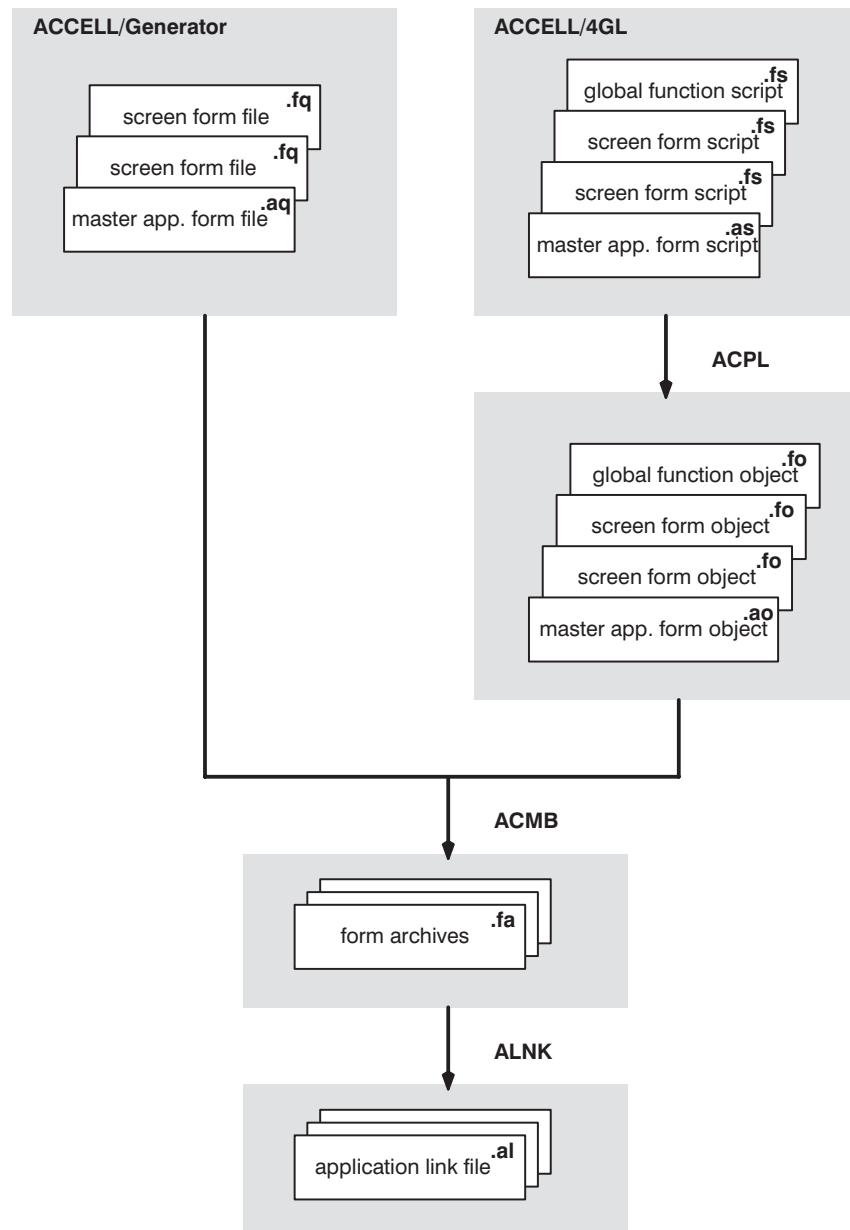 ACCELL/Generator
.fq
screen form file
.fq
screen form file
.aq
master app. form file
ACCELL/4GL
.fs
global function script
.fs
screen form script
.fs
screen form script
.as
master app. form script
ACPL
.fo
global function object
.fo
screen form object
.fo
screen form object
.ao
master app. form object
ACMB
.fa
form archives
ALNK
.al
application link file